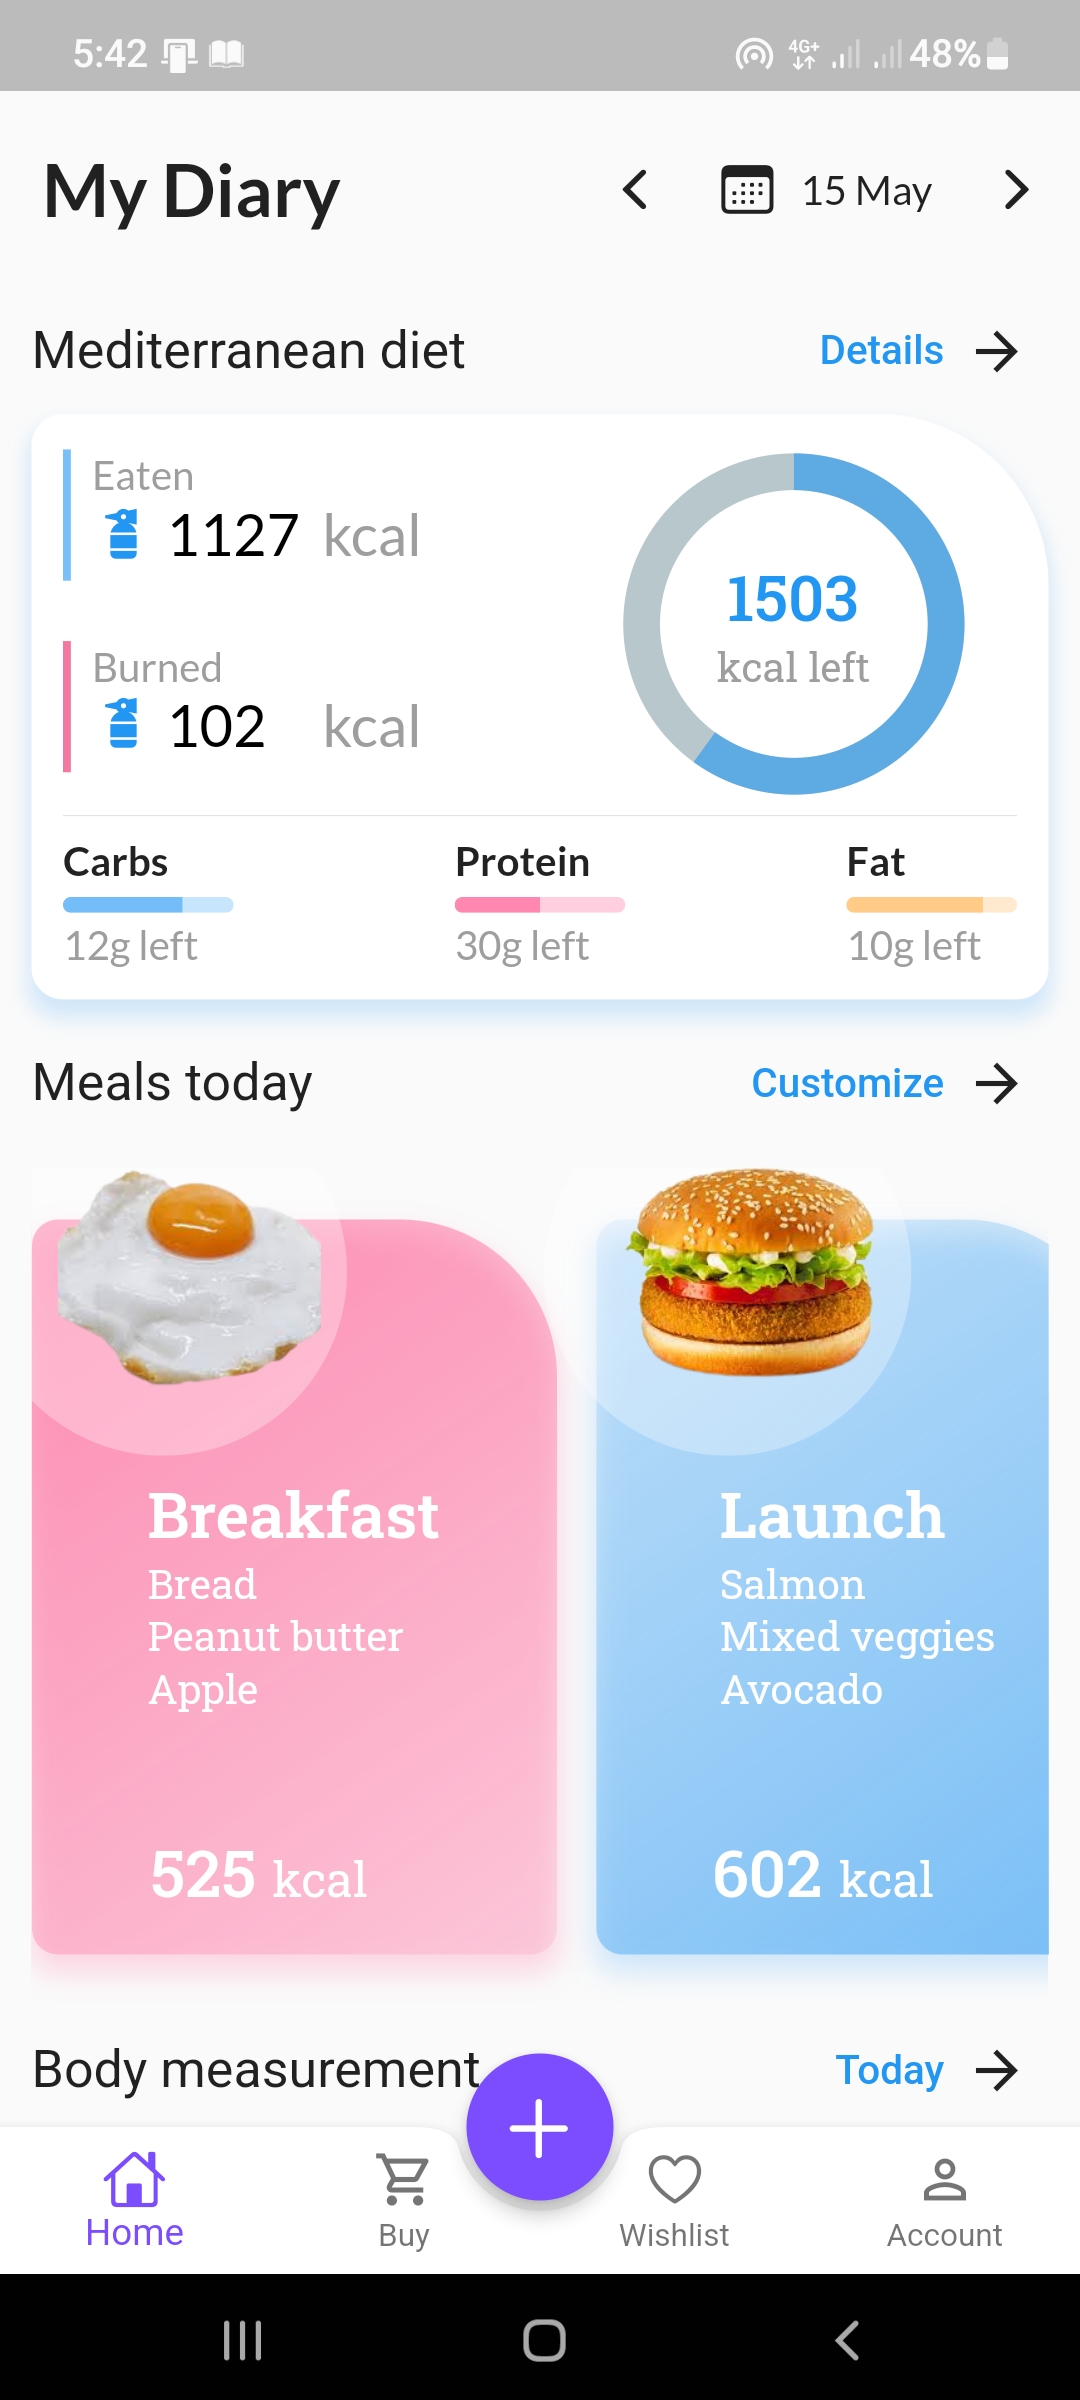 5:42 4G+ 48%
My Diary 15 May
Mediterranean diet Details
Eaten
1127 kcal
1503
kcal left
Burned
102 kcal
Carbs Protein Fat
12g left 30g left 10g left
Meals today Customize
Breakfast
Bread
Peanut butter
Apple
525 kcal
Launch
Salmon
Mixed veggies
Avocado
602 kcal
Body measurement Today
Home Buy Wishlist Account